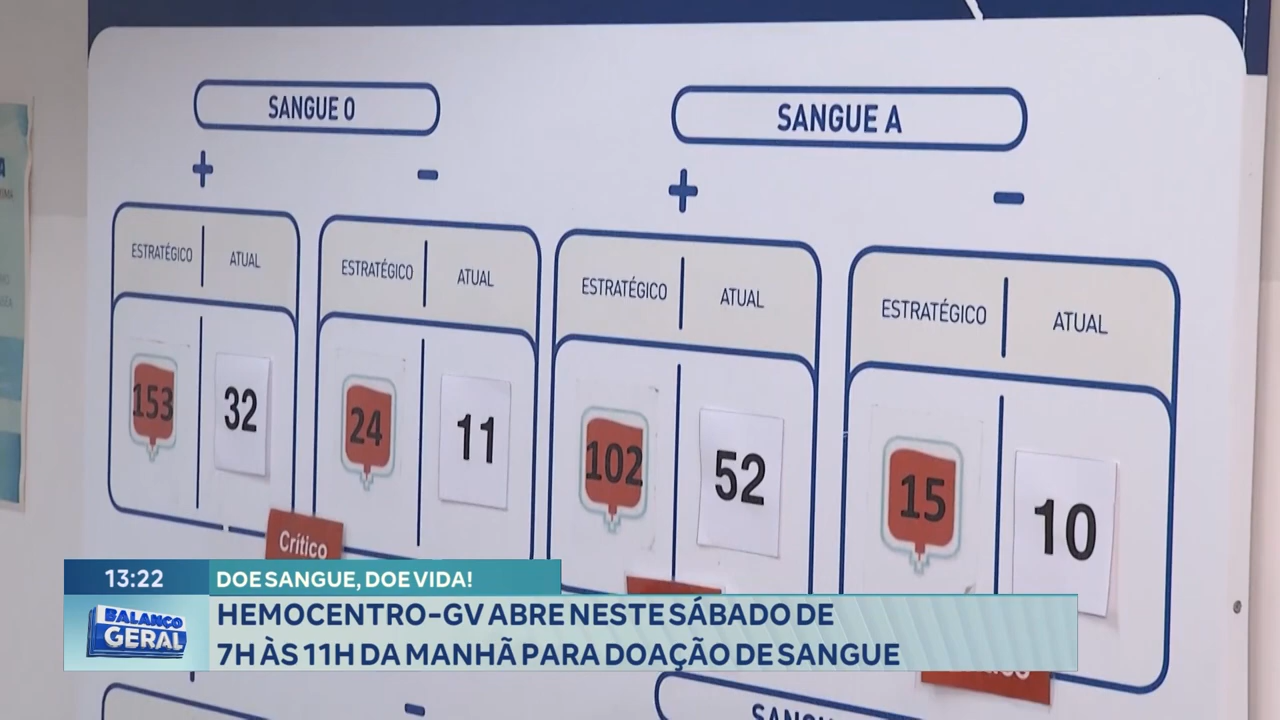 SANGUE O
SANGUE A
+
-
+
-
ESTRATÉGICO
ATUAL
ESTRATÉGICO
ATUAL
ESTRATÉGICO
ATUAL
ESTRATÉGICO
ATUAL
153
32
24
11
102
52
15
10
Crítico
13:22
DOE SANGUE, DOE VIDA!
BALANÇO
GERAL
HEMOCENTRO-GV ABRE NESTE SÁBADO DE
7H ÀS 11H DA MANHÃ PARA DOAÇÃO DE SANGUE
-